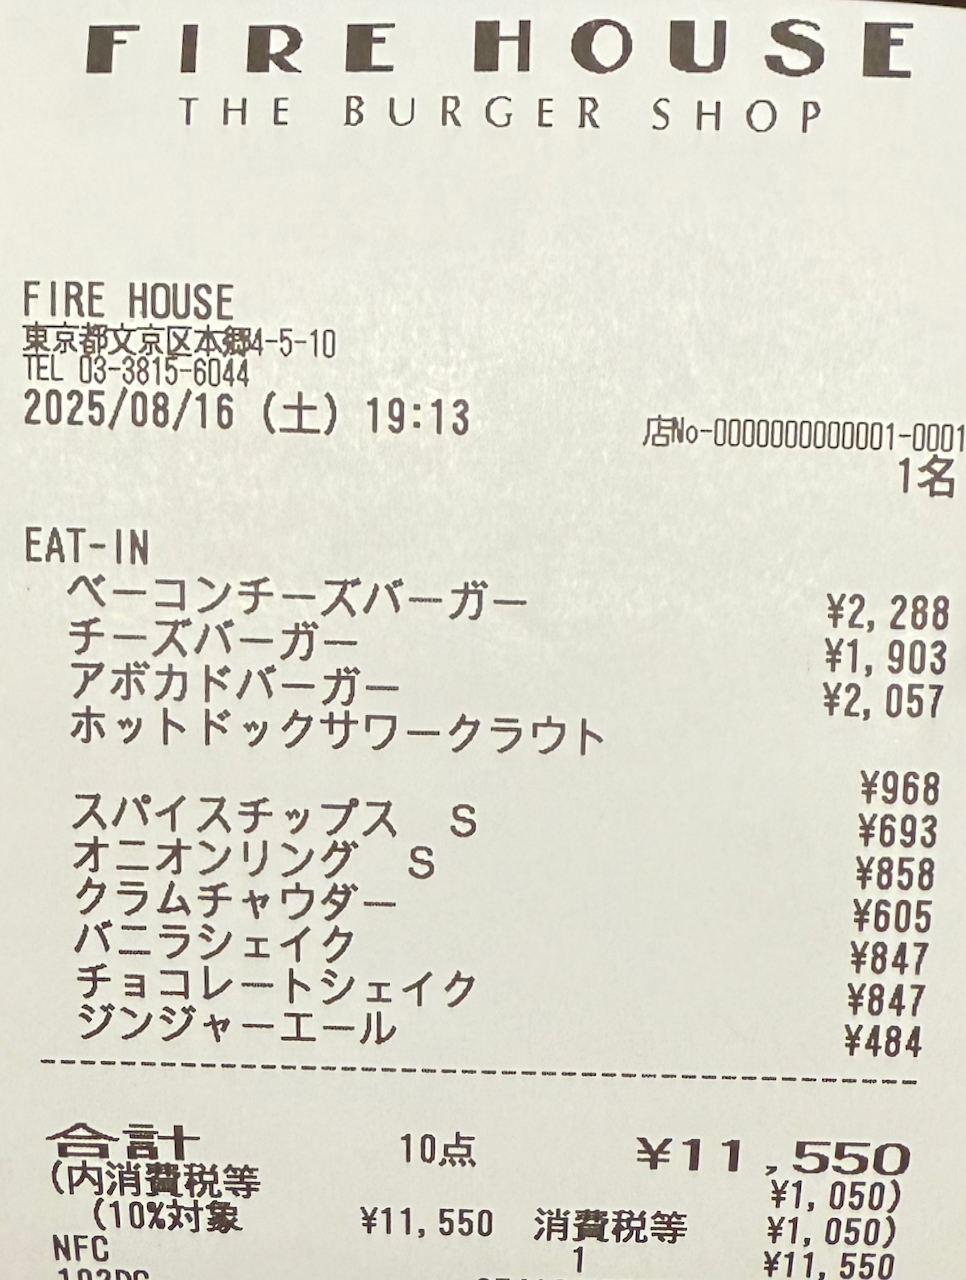 FIRE HOUSE
THE BURGER SHOP
FIRE HOUSE
東京都文京区本郷4-5-10
TEL 03-3815-6044
2025/08/16 (土) 19:13
店No-0000000000001-0001
1名
EAT-IN
ベーコンチーズバーガー ¥2,288
チーズバーガー ¥1,903
アボカドバーガー ¥2,057
ホットドックサワークラウト
¥968
スパイスチップス S ¥693
オニオンリング S ¥858
クラムチャウダー ¥605
バニラシェイク ¥847
チョコレートシェイク ¥847
ジンジャーエール ¥484
合計 10点 ¥11,550
(内消費税等 ¥1,050)
(10%対象 ¥11,550 消費税等 ¥1,050)
NFC 1 ¥11,550